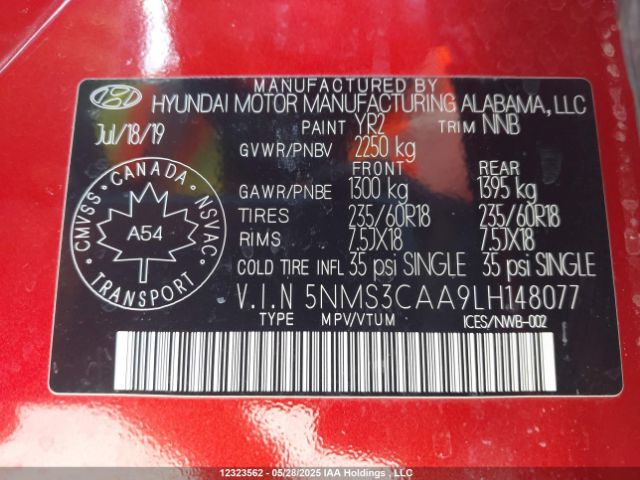 MANUFACTURED BY
HYUNDAI MOTOR MANUFACTURING ALABAMA, LLC
Jul/18/19
PAINT YR2 TRIM NNB
GVWR/PNBV 2250 kg
FRONT REAR
GAWR/PNBE 1300 kg 1395 kg
TIRES 235/60R18 235/60R18
RIMS 7.5JX18 7.5JX18
COLD TIRE INFL 35 psi SINGLE 35 psi SINGLE
CANADA
CMVSS NSVAC
A54
TRANSPORT
V.I.N 5NMS3CAA9LH148077
TYPE MPV/VTUM ICES/NWB-002
12323562 - 05/28/2025 IAA Holdings , LLC